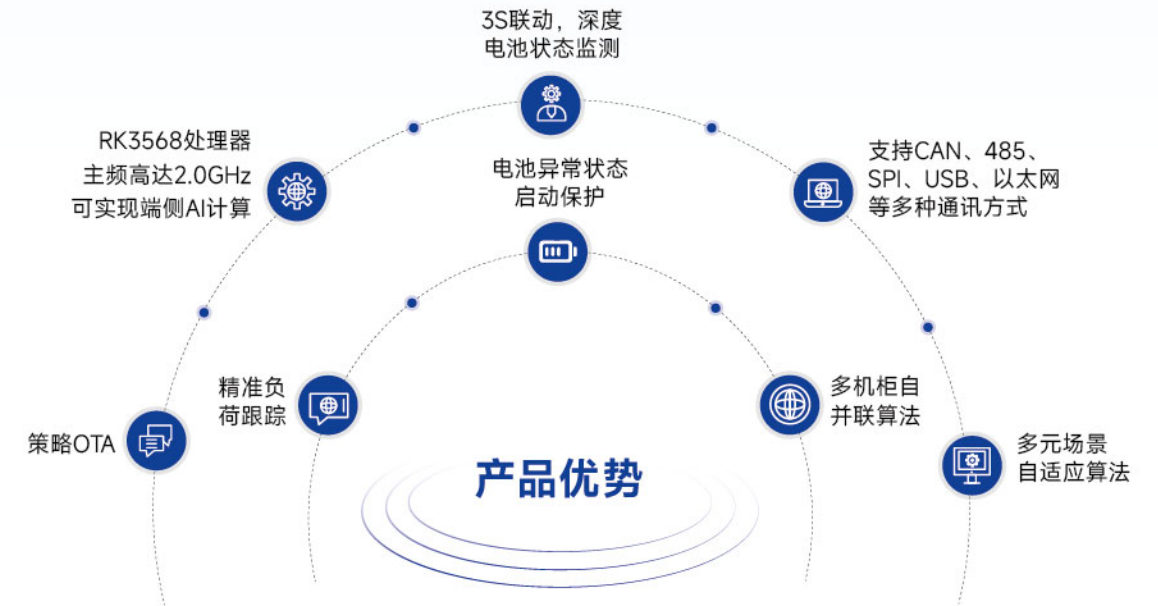 3S联动，深度
电池状态监测
RK3568处理器
主频高达2.0GHz
可实现端侧AI计算
电池异常状态
启动保护
支持CAN、485、
SPI、USB、以太网
等多种通讯方式
精准负
荷跟踪
多机柜自
并联算法
策略OTA
多元场景
自适应算法
产品优势